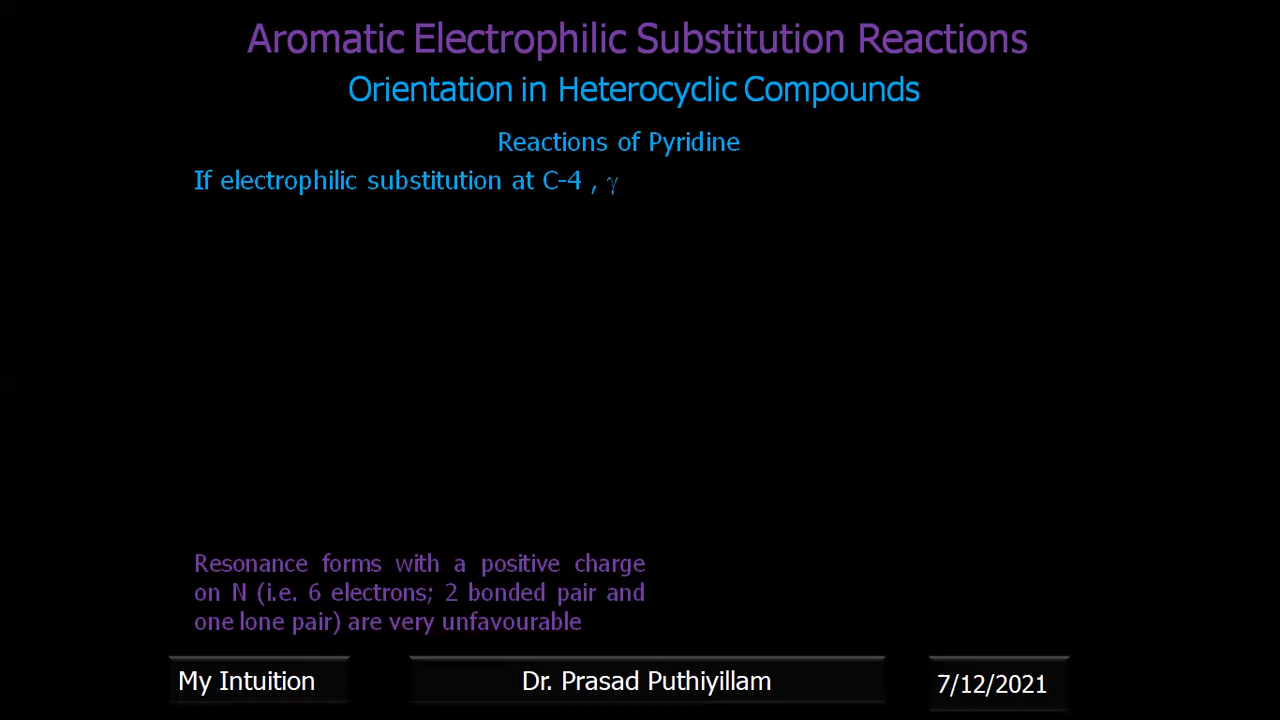 Aromatic Electrophilic Substitution Reactions
Orientation in Heterocyclic Compounds
Reactions of Pyridine
If electrophilic substitution at C-4 , γ
Resonance forms with a positive charge
on N (i.e. 6 electrons; 2 bonded pair and
one lone pair) are very unfavourable
My Intuition
Dr. Prasad Puthiyillam
7/12/2021